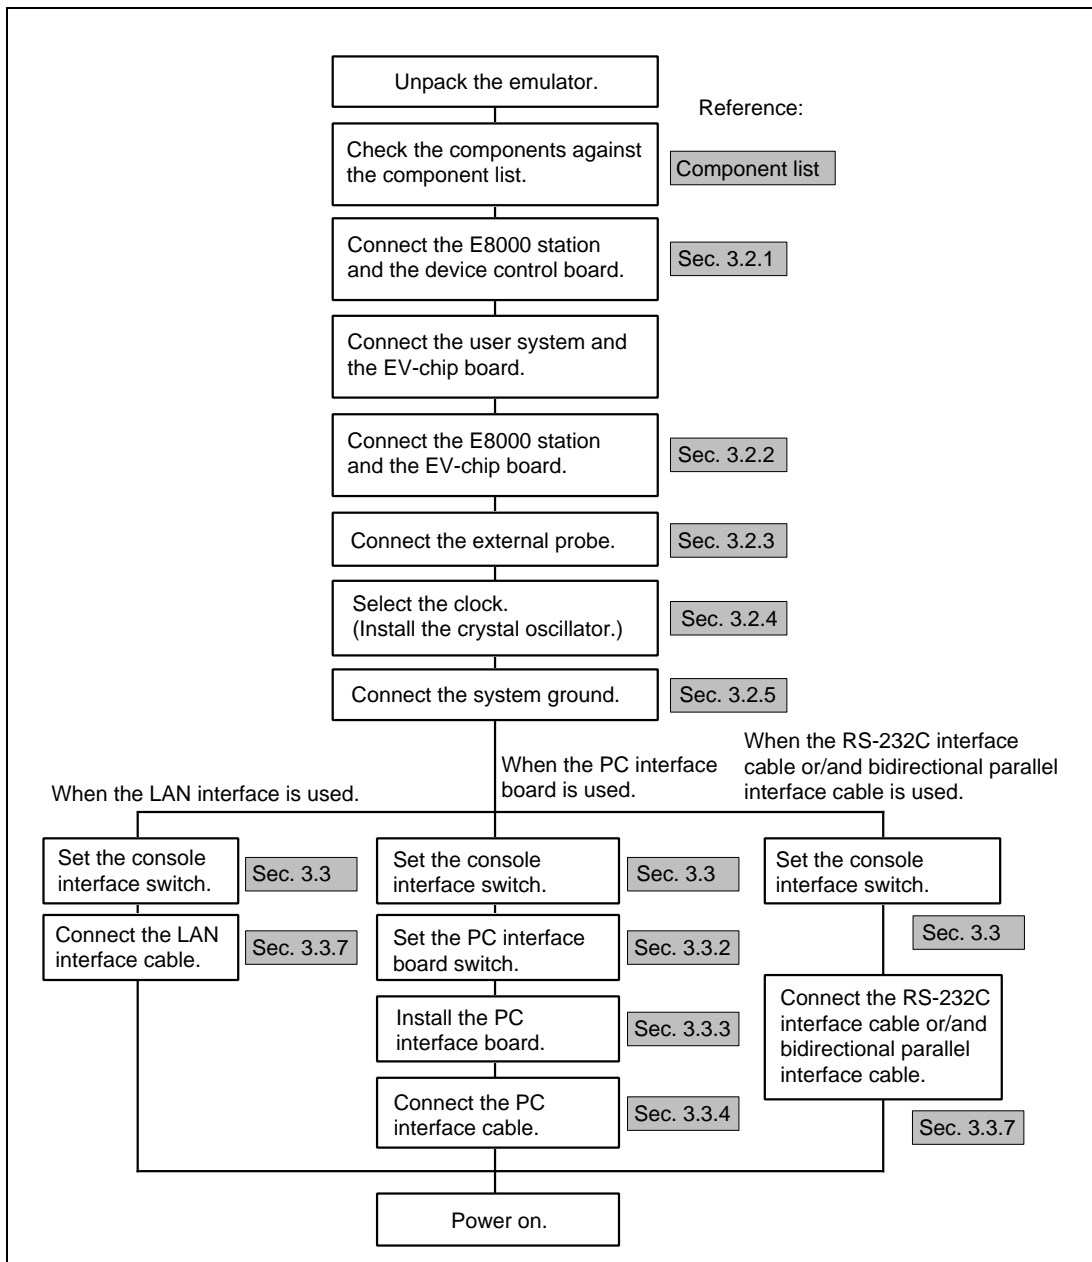 Unpack the emulator.
Reference:
Check the components against
the component list.
Component list
Connect the E8000 station
and the device control board.
Sec. 3.2.1
Connect the user system and
the EV-chip board.
Connect the E8000 station
and the EV-chip board.
Sec. 3.2.2
Connect the external probe.
Sec. 3.2.3
Select the clock.
(Install the crystal oscillator.)
Sec. 3.2.4
Connect the system ground.
Sec. 3.2.5
When the LAN interface is used.
When the PC interface
board is used.
When the RS-232C interface
cable or/and bidirectional parallel
interface cable is used.
Set the console
interface switch.
Sec. 3.3
Connect the LAN
interface cable.
Sec. 3.3.7
Set the console
interface switch.
Sec. 3.3
Set the PC interface
board switch.
Sec. 3.3.2
Install the PC
interface board.
Sec. 3.3.3
Connect the PC
interface cable.
Sec. 3.3.4
Set the console
interface switch.
Sec. 3.3
Connect the RS-232C
interface cable or/and
bidirectional parallel
interface cable.
Sec. 3.3.7
Power on.